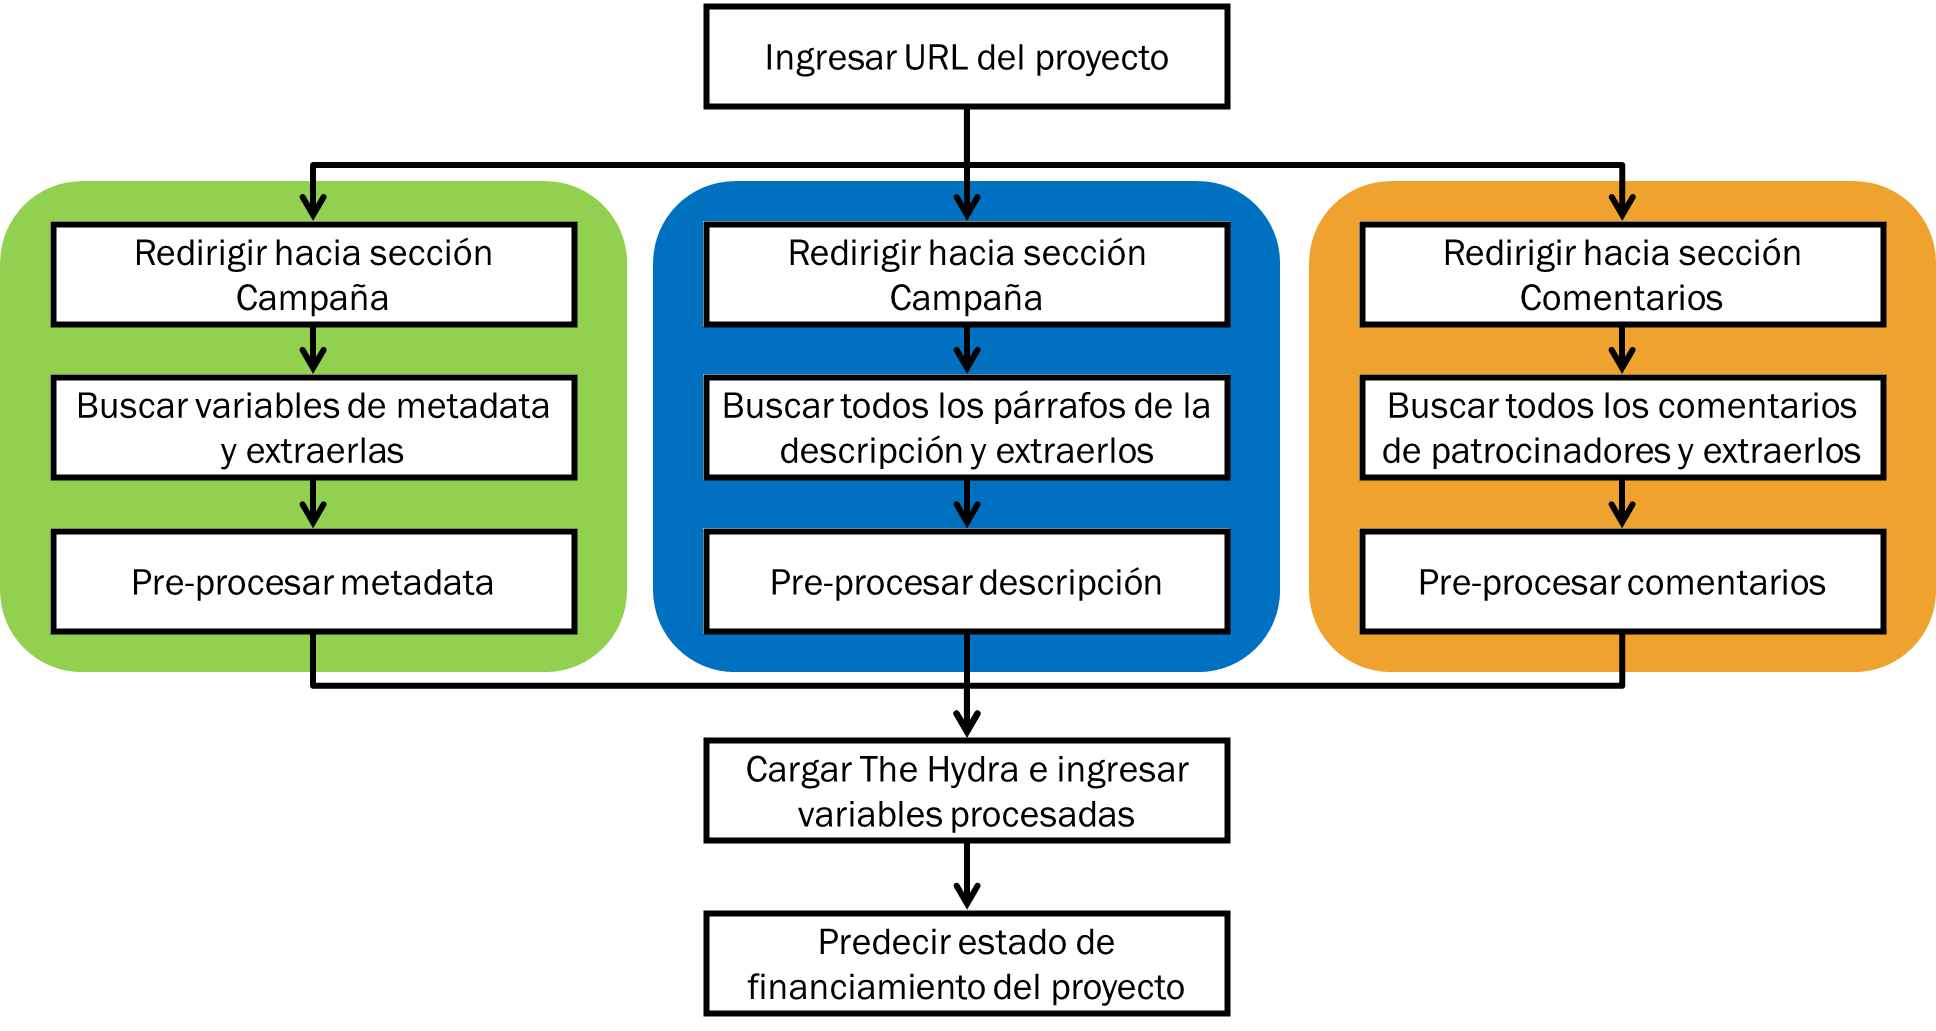 Ingresar URL del proyecto
Redirigir hacia sección
Campaña
Buscar variables de metadata
y extraerlas
Pre-procesar metadata
Redirigir hacia sección
Campaña
Buscar todos los párrafos de la
descripción y extraerlos
Pre-procesar descripción
Redirigir hacia sección
Comentarios
Buscar todos los comentarios
de patrocinadores y extraerlos
Pre-procesar comentarios
Cargar The Hydra e ingresar
variables procesadas
Predecir estado de
financiamiento del proyecto